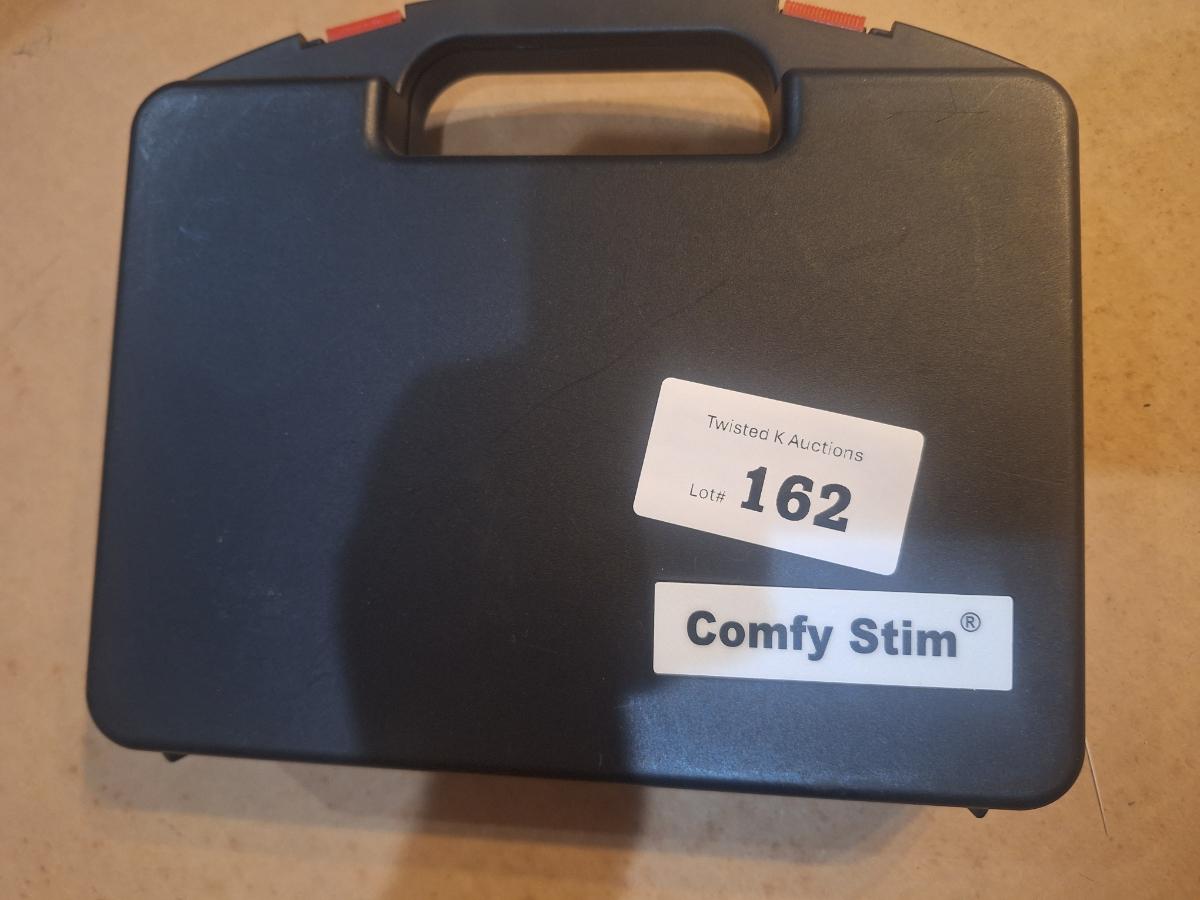 Twisted K Auctions
Lot# 162
Comfy Stim®